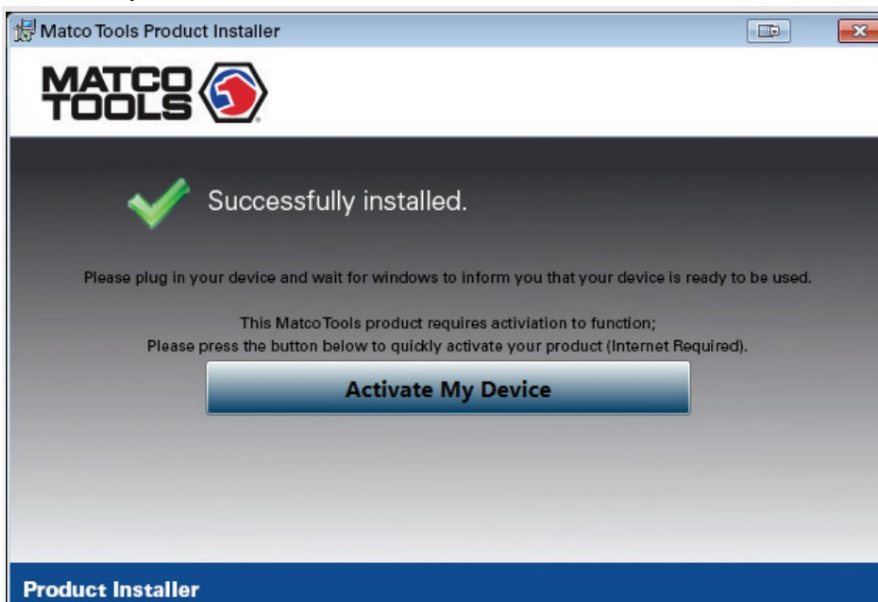 Matco Tools Product Installer
MATCO
TOOLS
Successfully installed.
Please plug in your device and wait for windows to inform you that your device is ready to be used.
This Matco Tools product requires activiation to function;
Please press the button below to quickly activate your product (Internet Required).
Activate My Device
Product Installer